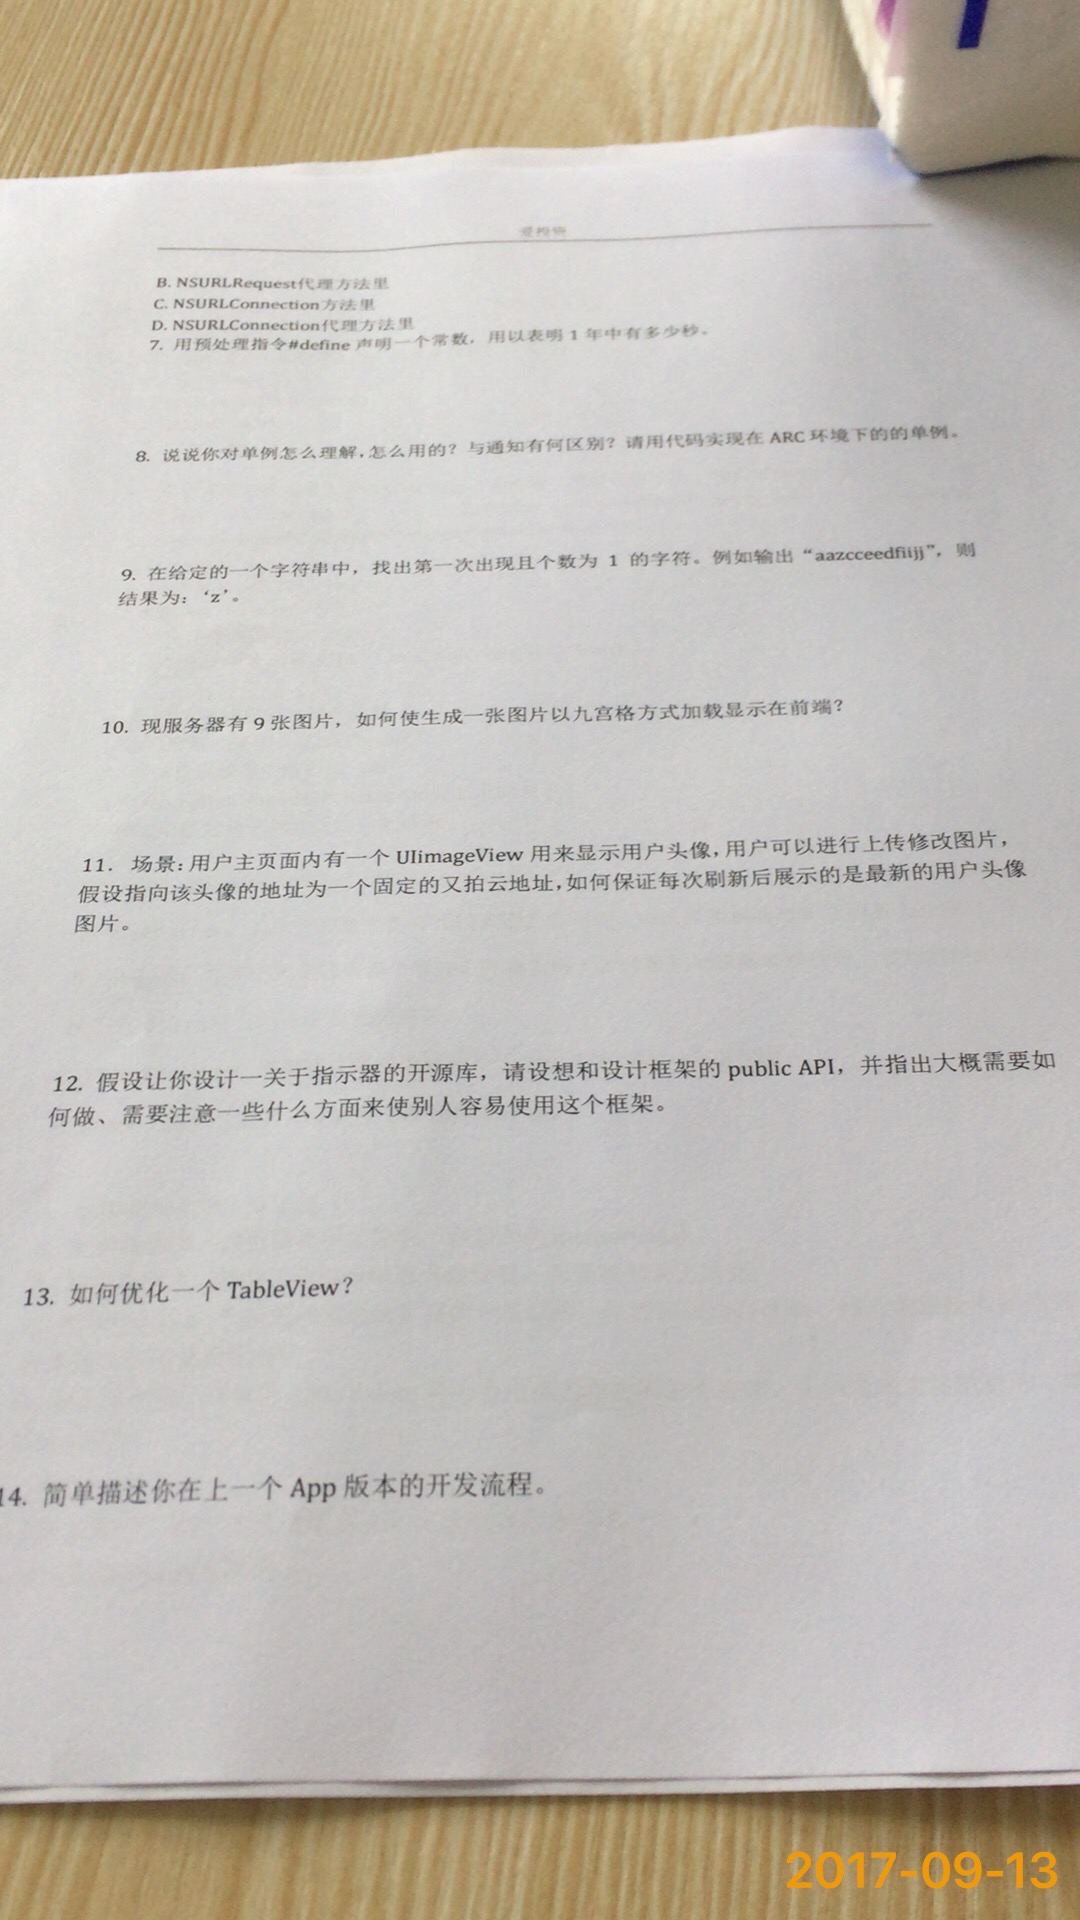 B. NSURLRequest代理方法里
C. NSURLConnection方法里
D. NSURLConnection代理方法里
7. 用预处理指令#define 声明一个常数，用以表明 1 年中有多少秒。
8. 说说你对单例怎么理解，怎么用的？与通知有何区别？请用代码实现在 ARC 环境下的的单例。
9. 在给定的一个字符串中，找出第一次出现且个数为 1 的字符。例如输出“aazcceedfiijj”，则
结果为：‘z’。
10. 现服务器有 9 张图片，如何使生成一张图片以九宫格方式加载显示在前端？
11. 场景：用户主页面内有一个 UIimageView 用来显示用户头像，用户可以进行上传修改图片，
假设指向该头像的地址为一个固定的又拍云地址，如何保证每次刷新后展示的是最新的用户头像
图片。
12. 假设让你设计一关于指示器的开源库，请设想和设计框架的 public API，并指出大概需要如
何做、需要注意一些什么方面来使别人容易使用这个框架。
13. 如何优化一个 TableView？
14. 简单描述你在上一个 App 版本的开发流程。
2017-09-13